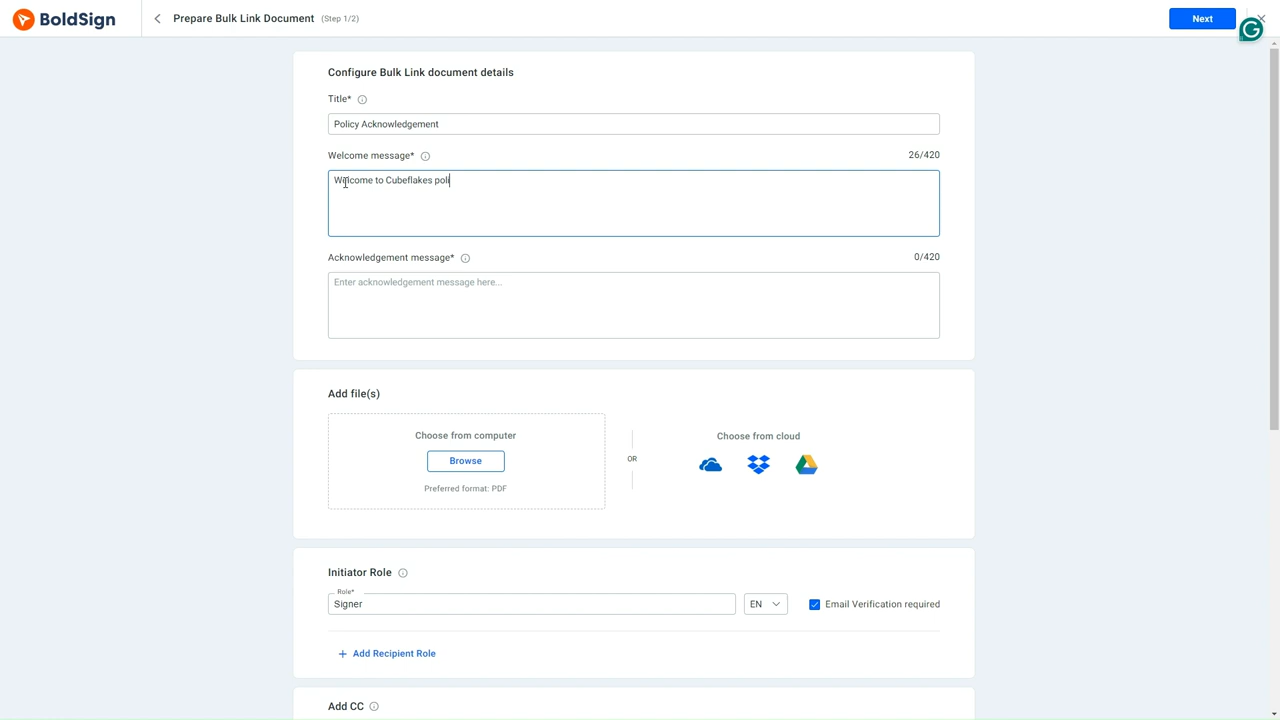 BoldSign
Prepare Bulk Link Document (Step 1/2)
Next
Configure Bulk Link document details
Title*
Policy Acknowledgement
Welcome message* 26/420
Welcome to Cubeflakes poli
Acknowledgement message* 0/420
Enter acknowledgement message here...
Add file(s)
Choose from computer
Browse
Preferred format: PDF
OR
Choose from cloud
Initiator Role
Role*
Signer
EN
Email Verification required
Add Recipient Role
Add CC